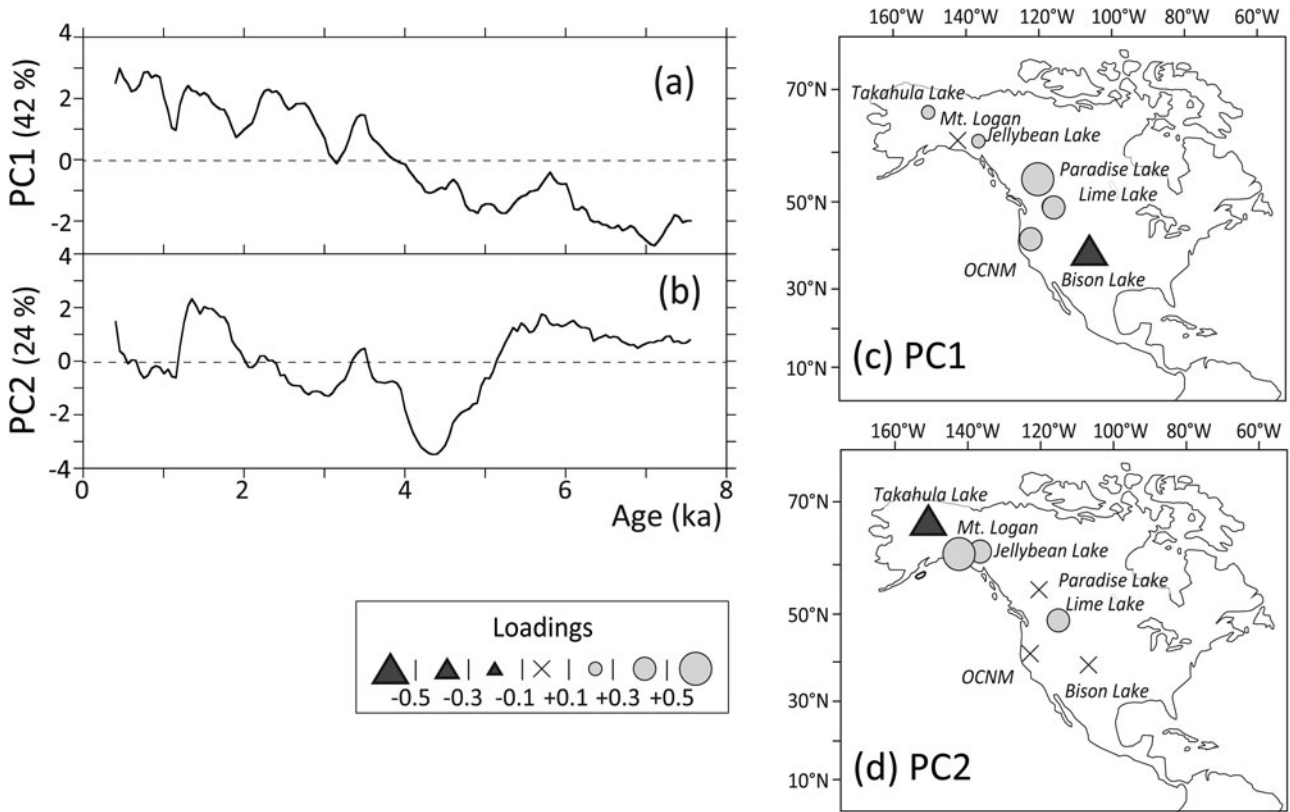 4
2
0
-2
4
PC1 (42 %)
(a)
2
0
-2
-4
PC2 (24 %)
(b)
0 2 4 6 8
Age (ka)
Loadings
-0.5 -0.3 -0.1 +0.1 +0.3 +0.5
160°W 140°W 120°W 100°W 80°W 60°W
70°N
50°N
30°N
10°N
Takahula Lake
Mt. Logan
Jellybean Lake
Paradise Lake
Lime Lake
OCNM
Bison Lake
(c) PC1
160°W 140°W 120°W 100°W 80°W 60°W
70°N
50°N
30°N
10°N
Takahula Lake
Mt. Logan
Jellybean Lake
Paradise Lake
Lime Lake
OCNM
Bison Lake
(d) PC2